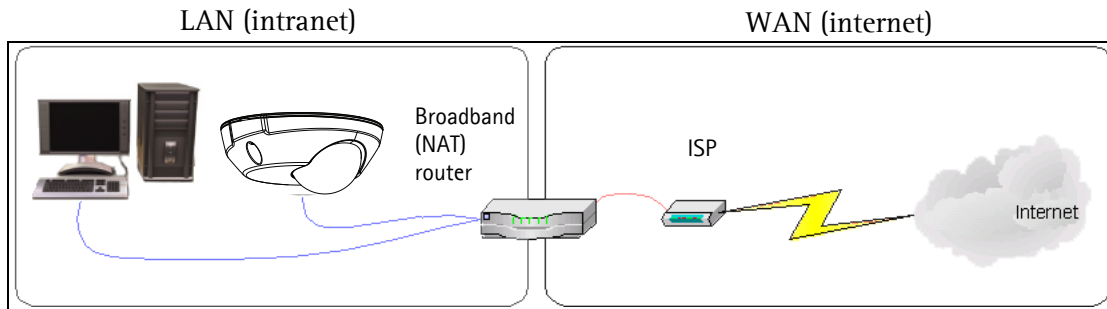 LAN (intranet)
WAN (internet)
Broadband
(NAT)
router
ISP
Internet